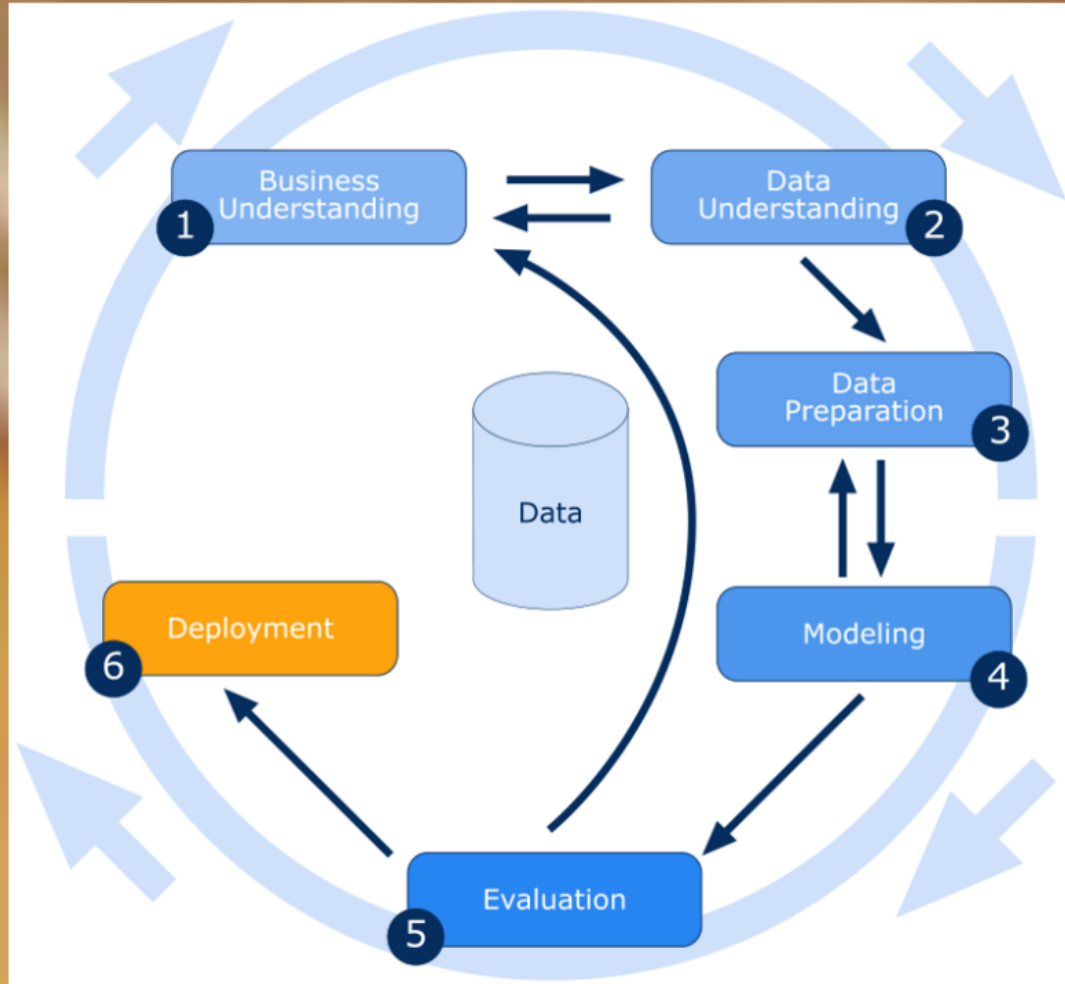 Business
Understanding
1
Data
Understanding
2
Data
Preparation
3
Data
Modeling
4
Deployment
6
Evaluation
5